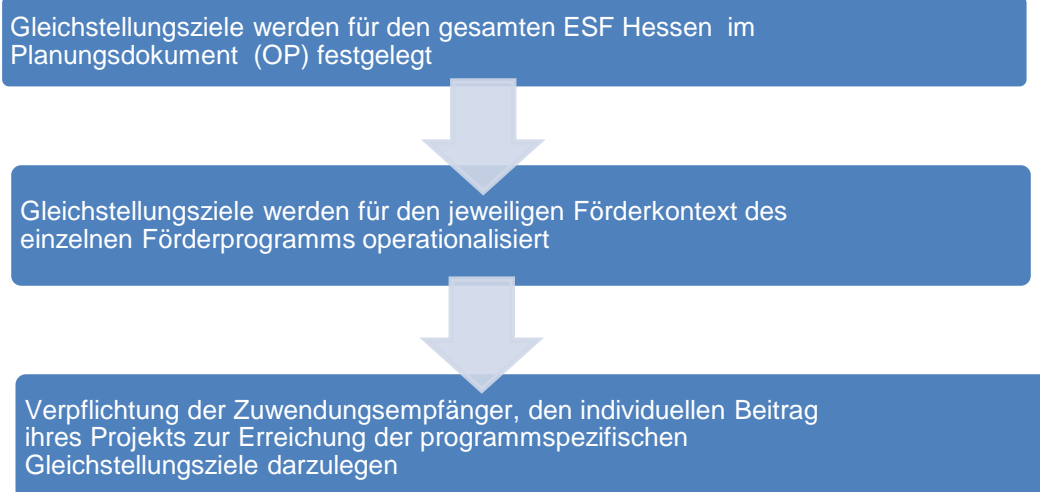 Gleichstellungsziele werden für den gesamten ESF Hessen im
Planungsdokument (OP) festgelegt
Gleichstellungsziele werden für den jeweiligen Förderkontext des
einzelnen Förderprogramms operationalisiert
Verpflichtung der Zuwendungsempfänger, den individuellen Beitrag
ihres Projekts zur Erreichung der programmspezifischen
Gleichstellungsziele darzulegen